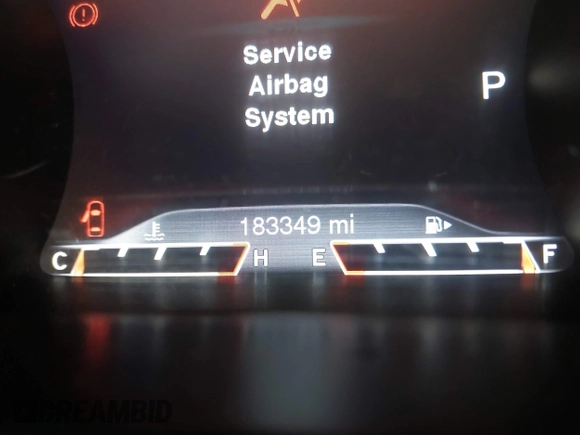 Service
Airbag
System
P
183349 mi
C H E F
DREAMBID